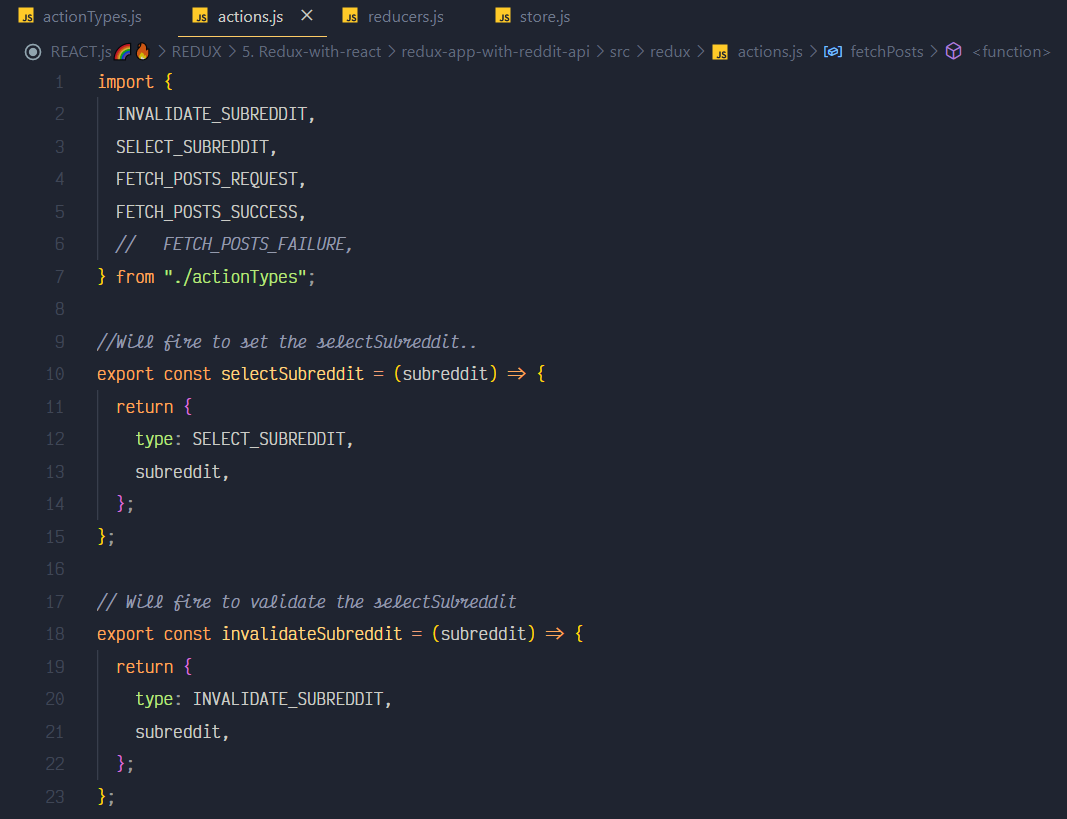 JS actionTypes.js JS actions.js JS reducers.js JS store.js
REACT.js🌈🔥 > REDUX > 5. Redux-with-react > redux-app-with-reddit-api > src > redux > JS actions.js > fetchPosts > <function>
1 import {
2   INVALIDATE_SUBREDDIT,
3   SELECT_SUBREDDIT,
4   FETCH_POSTS_REQUEST,
5   FETCH_POSTS_SUCCESS,
6   //   FETCH_POSTS_FAILURE,
7 } from "./actionTypes";
8
9 //Will fire to set the selectSubreddit..
10 export const selectSubreddit = (subreddit) => {
11   return {
12     type: SELECT_SUBREDDIT,
13     subreddit,
14   };
15 };
16
17 // Will fire to validate the selectSubreddit
18 export const invalidateSubreddit = (subreddit) => {
19   return {
20     type: INVALIDATE_SUBREDDIT,
21     subreddit,
22   };
23 };